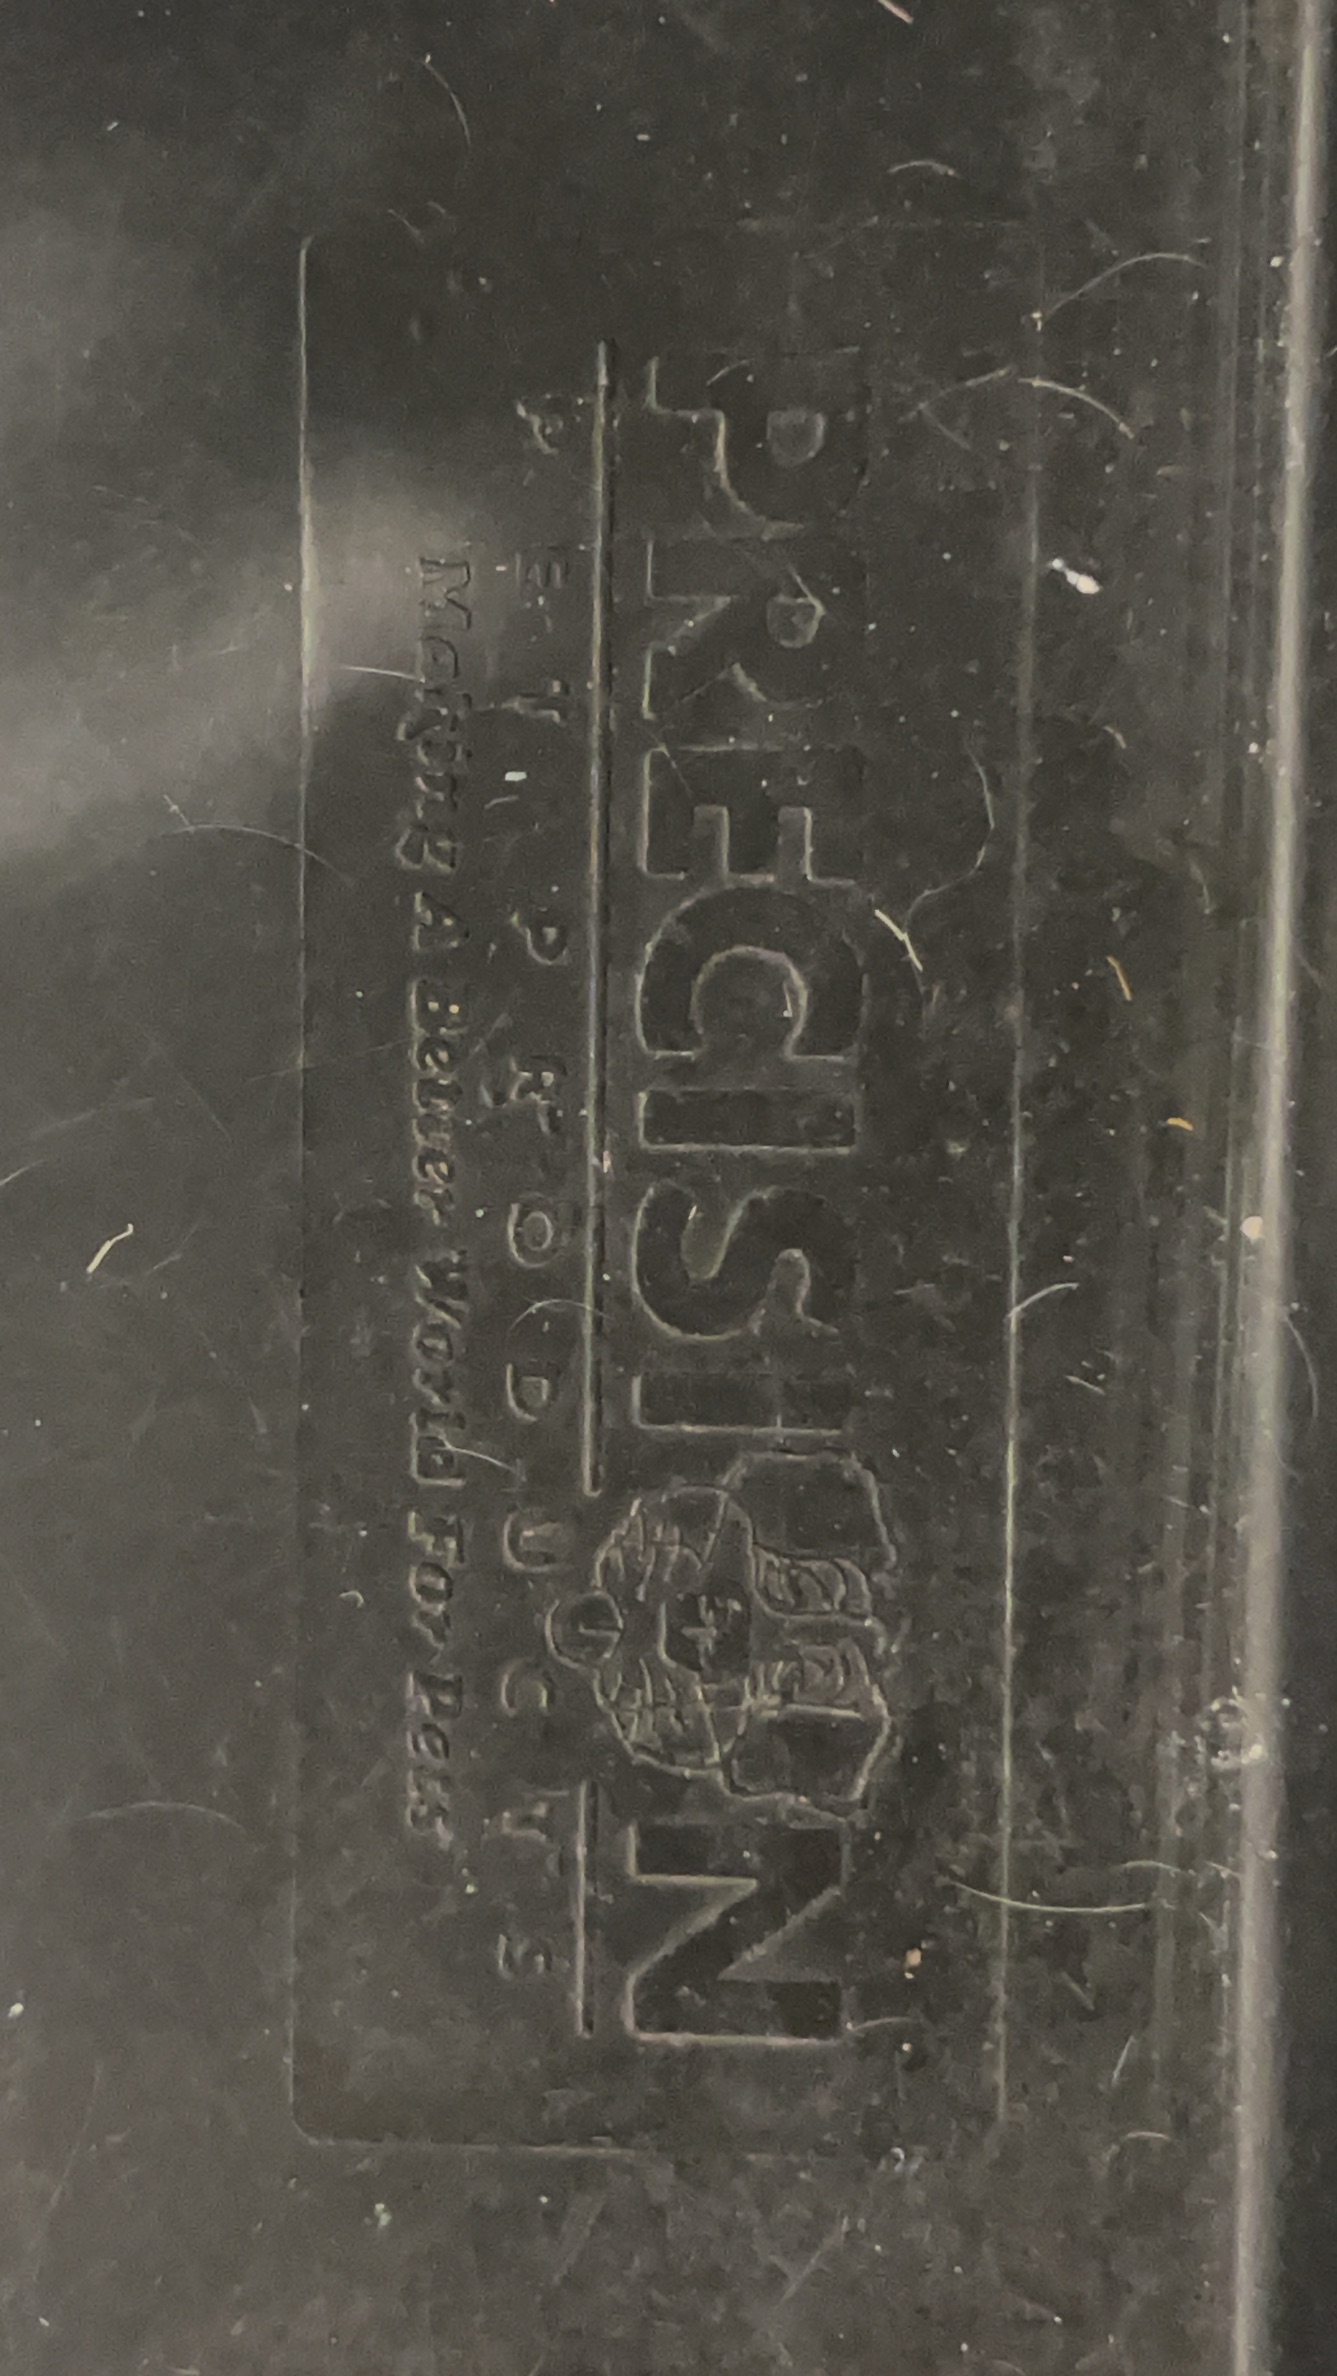 PRECISION
PET PRODUCTS
Making A Better World For Pets